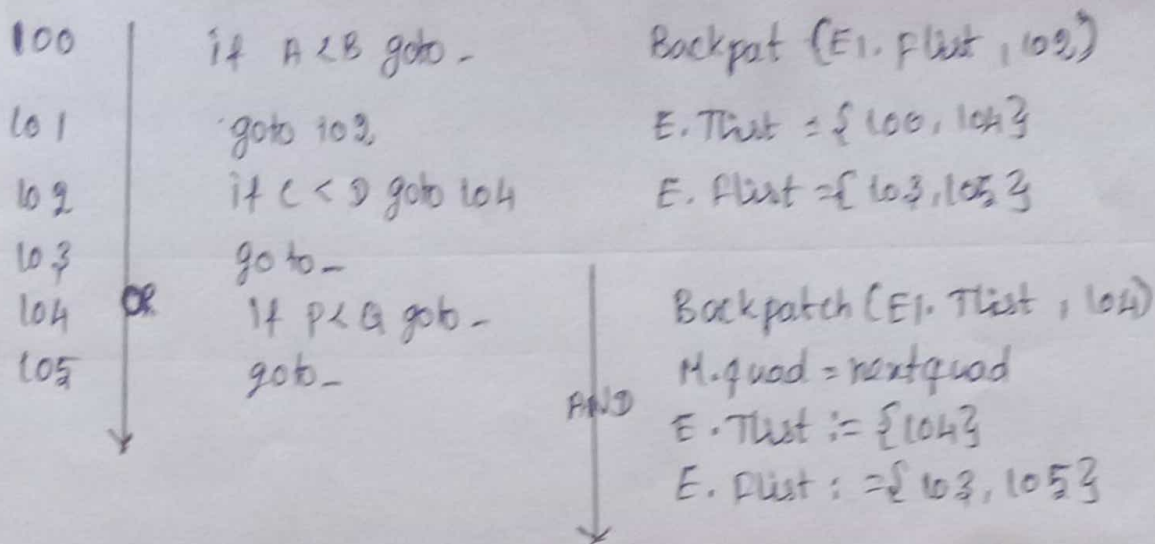 100 if A < B goto - Backpat (E1. Flist, 102)
101 goto 102 E. Tlist = {100, 104}
102 if C < D goto 104 E. Flist = {103, 105}
103 goto -
104 OR if P < Q goto - Backpatch (E1. Tlist, 104)
105 goto - M.quad = nextquad
AND E. Tlist := {104}
E. Flist := {103, 105}